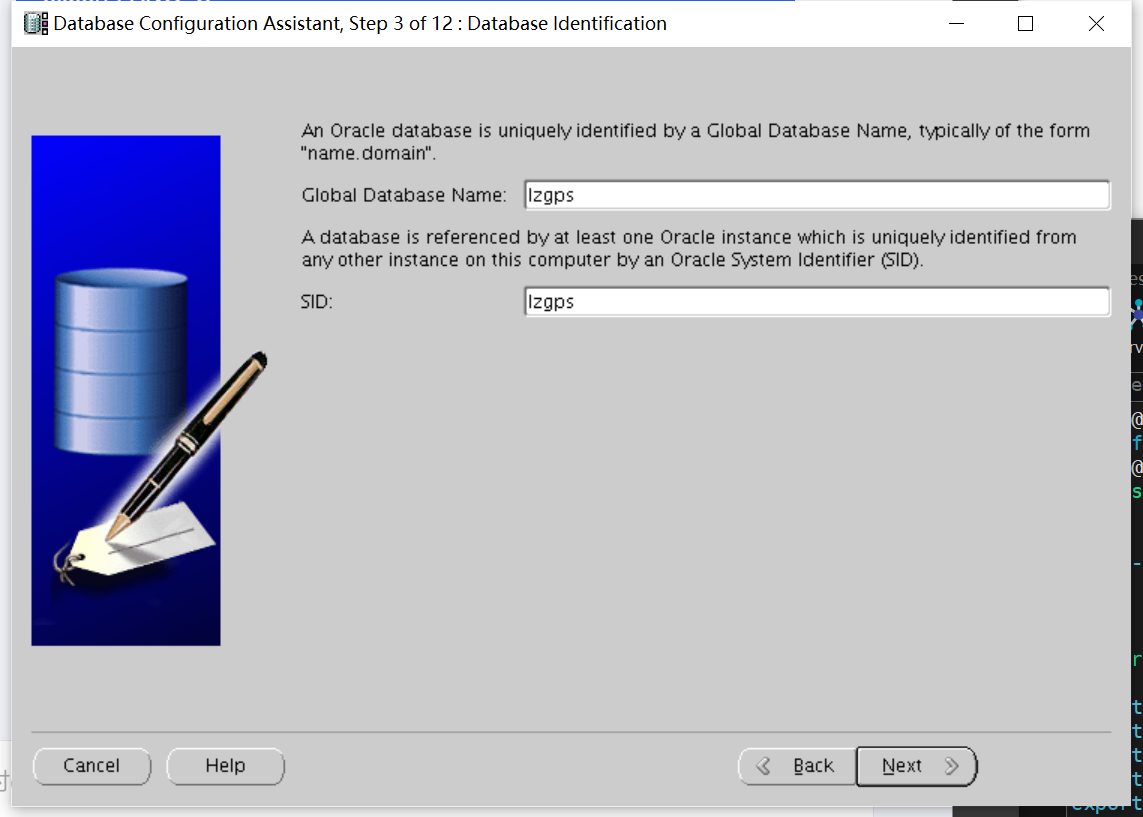 Database Configuration Assistant, Step 3 of 12 : Database Identification
An Oracle database is uniquely identified by a Global Database Name, typically of the form
"name.domain".
Global Database Name: lzgps
A database is referenced by at least one Oracle instance which is uniquely identified from
any other instance on this computer by an Oracle System Identifier (SID).
SID: lzgps
Cancel Help Back Next
export